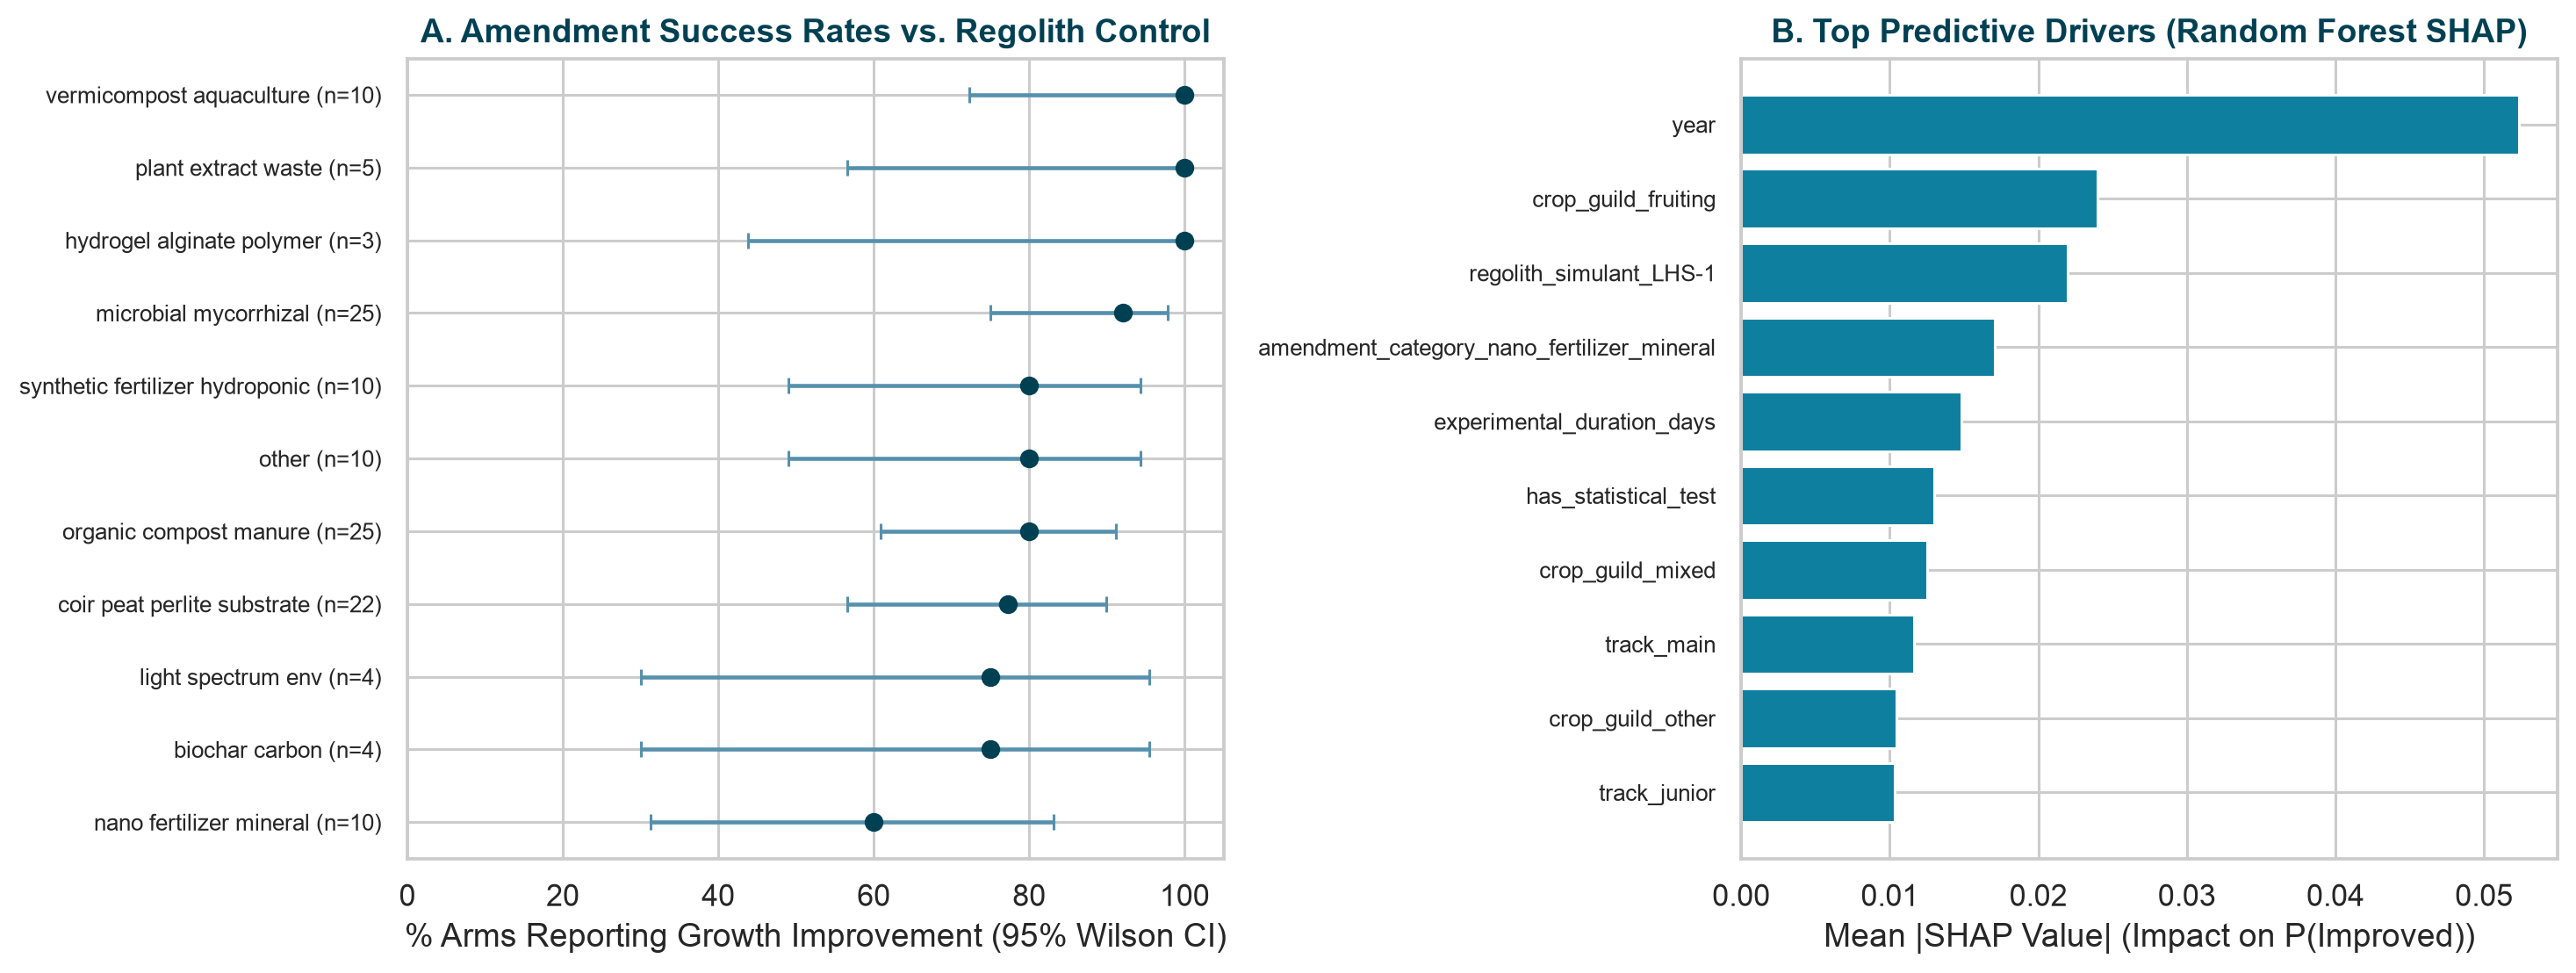 A. Amendment Success Rates vs. Regolith Control
vermicompost aquaculture (n=10)
plant extract waste (n=5)
hydrogel alginate polymer (n=3)
microbial mycorrhizal (n=25)
synthetic fertilizer hydroponic (n=10)
other (n=10)
organic compost manure (n=25)
coir peat perlite substrate (n=22)
light spectrum env (n=4)
biochar carbon (n=4)
nano fertilizer mineral (n=10)
0 20 40 60 80 100
% Arms Reporting Growth Improvement (95% Wilson CI)
B. Top Predictive Drivers (Random Forest SHAP)
year
crop_guild_fruiting
regolith_simulant_LHS-1
amendment_category_nano_fertilizer_mineral
experimental_duration_days
has_statistical_test
crop_guild_mixed
track_main
crop_guild_other
track_junior
0.00 0.01 0.02 0.03 0.04 0.05
Mean |SHAP Value| (Impact on P(Improved))